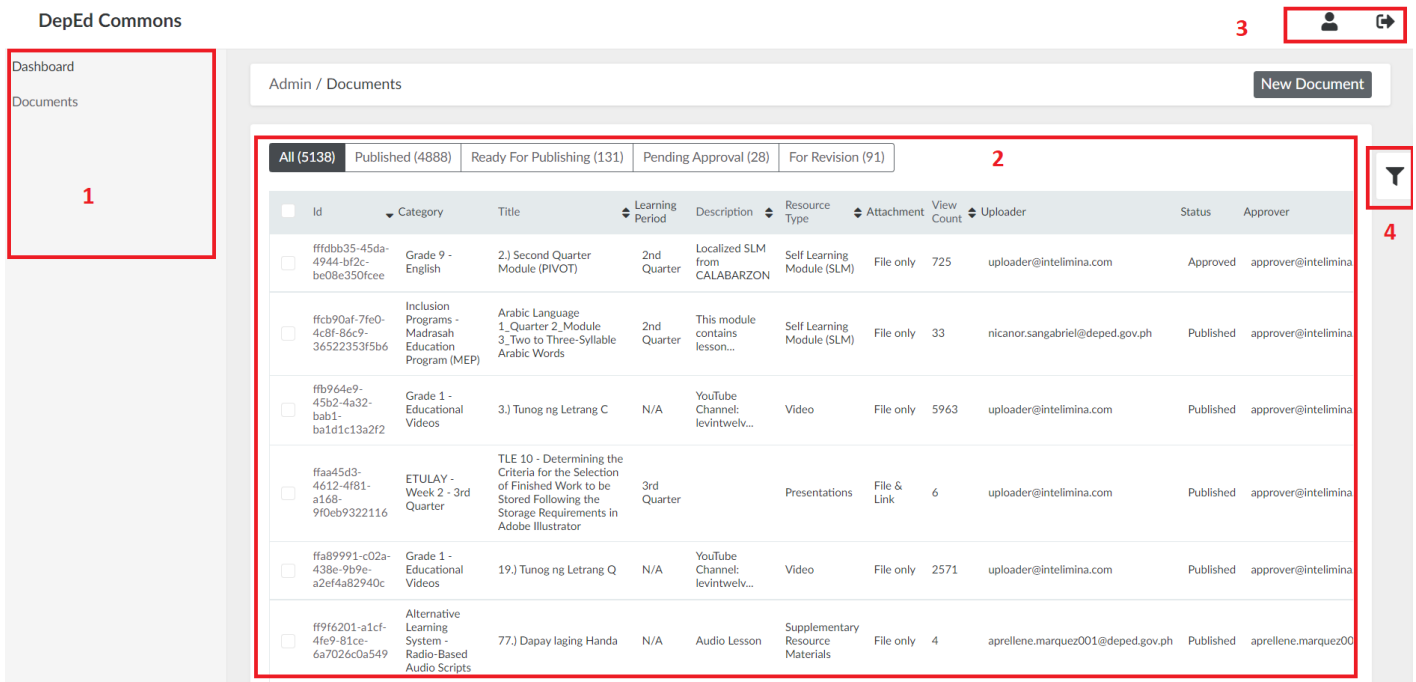 DepEd Commons
3
Dashboard
Documents
1
Admin / Documents
New Document
All (5138) Published (4888) Ready For Publishing (131) Pending Approval (28) For Revision (91)
2
4
Id Category Title Learning Period Description Resource Type Attachment View Count Uploader Status Approver
fffdbb35-45da-4944-bf2c-be08e350fcee Grade 9 - English 2.) Second Quarter Module (PIVOT) 2nd Quarter Localized SLM from CALABARZON Self Learning Module (SLM) File only 725 uploader@intelimina.com Approved approver@intelimina.
ffcb90af-7fe0-4c8f-86c9-36522353f5b6 Inclusion Programs - Madrasah Education Program (MEP) Arabic Language 1_Quarter 2_Module 3_Two to Three-Syllable Arabic Words 2nd Quarter This module contains lesson... Self Learning Module (SLM) File only 33 nicanor.sangabriel@deped.gov.ph Published approver@intelimina.
ffb964e9-45b2-4a32-bab1-ba1d1c13a2f2 Grade 1 - Educational Videos 3.) Tunog ng Letrang C N/A YouTube Channel: levintwelv... Video File only 5963 uploader@intelimina.com Published approver@intelimina.
ffaa45d3-4612-4f81-a168-9f0eb9322116 ETULAY - Week 2 - 3rd Quarter TLE 10 - Determining the Criteria for the Selection of Finished Work to be Stored Following the Storage Requirements in Adobe Illustrator 3rd Quarter Presentations File & Link 6 uploader@intelimina.com Published approver@intelimina.
ffa89991-c02a-438e-9b9e-a2ef4a82940c Grade 1 - Educational Videos 19.) Tunog ng Letrang Q N/A YouTube Channel: levintwelv... Video File only 2571 uploader@intelimina.com Published approver@intelimina.
ff9f6201-a1cf-4fe9-81ce-6a7026c0a549 Alternative Learning System - Radio-Based Audio Scripts 77.) Dapay laging Handa N/A Audio Lesson Supplementary Resource Materials File only 4 aprellene.marquez001@deped.gov.ph Published aprellene.marquez00